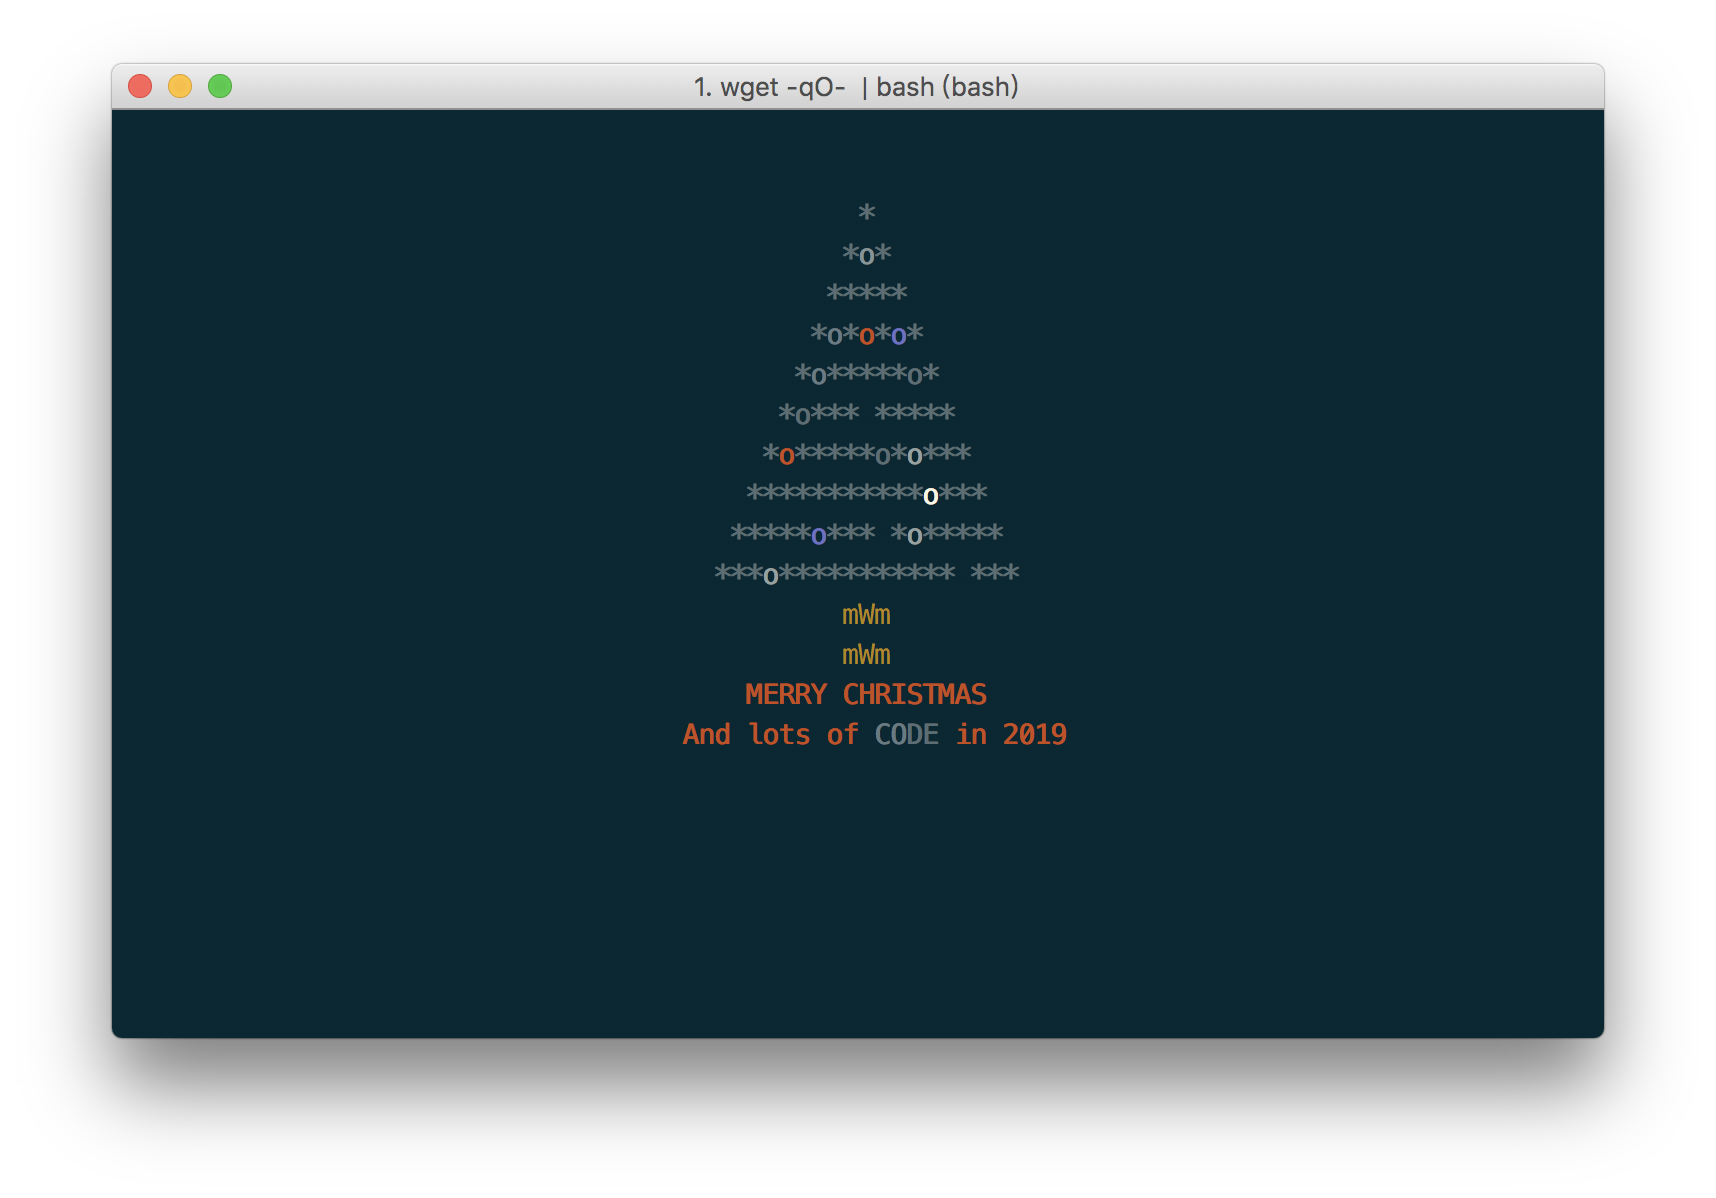 1. wget -qO-  | bash (bash)
*
*o*
*****
*o*o*o*
*o*****o*
*o*** *****
*o*****o*o***
***********o***
*****o*** *o*****
***o*********** ***
mWm
mWm
MERRY CHRISTMAS
And lots of CODE in 2019